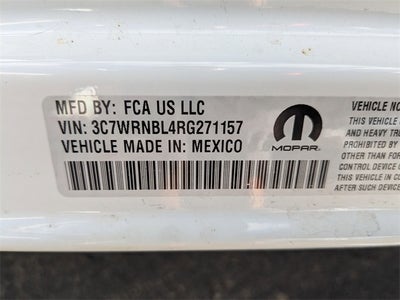 MFD BY: FCA US LLC
VIN: 3C7WRNBL4RG271157
VEHICLE MADE IN: MEXICO
MOPAR
VEHICLE NO
THIS VEHICLE
AND HEAVY TR
PROHIBITED BY
OTHER THAN FOR
CONTROL DEVICE O
THIS VEHICLE IN C
AFTER SUCH DEVICE